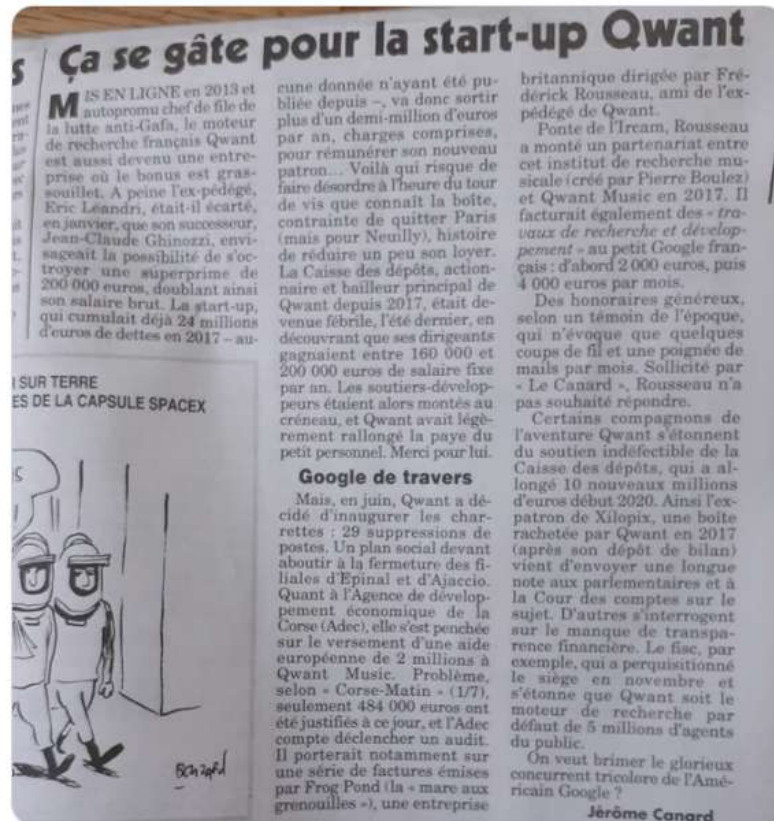 Ça se gâte pour la start-up Qwant
MIS EN LIGNE en 2013 et
autopromu chef de file de
la lutte anti-Gafa, le moteur
de recherche français Qwant
est aussi devenu une entre-
prise où le bonus est gras-
souillet. A peine l'ex-pédégé,
Eric Léandri, était-il écarté,
en janvier, que son successeur,
Jean-Claude Ghinozzi, envi-
sageait la possibilité de s'oc-
troyer une superprime de
200 000 euros, doublant ainsi
son salaire brut. La start-up,
qui cumulait déjà 24 millions
d'euros de dettes en 2017 – au-
cune donnée n'ayant été pu-
bliée depuis –, va donc sortir
plus d'un demi-million d'euros
par an, charges comprises,
pour rémunérer son nouveau
patron... Voilà qui risque de
faire désordre à l'heure du tour
de vis que connaît la boîte,
contrainte de quitter Paris
(mais pour Neuilly), histoire
de réduire un peu son loyer.
La Caisse des dépôts, action-
naire et bailleur principal de
Qwant depuis 2017, était de-
venue fébrile, l'été dernier, en
découvrant que ses dirigeants
gagnaient entre 160 000 et
200 000 euros de salaire fixe
par an. Les soutiers-dévelop-
peurs étaient alors montés au
créneau, et Qwant avait légè-
rement rallongé la paye du
petit personnel. Merci pour lui.
Google de travers
Mais, en juin, Qwant a dé-
cidé d'inaugurer les char-
rettes : 29 suppressions de
postes. Un plan social devant
aboutir à la fermeture des fi-
liales d'Epinal et d'Ajaccio.
Quant à l'Agence de dévelop-
pement économique de la
Corse (Adec), elle s'est penchée
sur le versement d'une aide
européenne de 2 millions à
Qwant Music. Problème,
selon « Corse-Matin » (1/7),
seulement 484 000 euros ont
été justifiés à ce jour, et l'Adec
compte déclencher un audit.
Il porterait notamment sur
une série de factures émises
par Frog Pond (la « mare aux
grenouilles »), une entreprise
britannique dirigée par Fré-
dérick Rousseau, ami de l'ex-
pédégé de Qwant.
Ponte de l'Ircam, Rousseau
a monté un partenariat entre
cet institut de recherche mu-
sicale (créé par Pierre Boulez)
et Qwant Music en 2017. Il
facturait également des « tra-
vaux de recherche et dévelop-
pement » au petit Google fran-
çais : d'abord 2 000 euros, puis
4 000 euros par mois.
Des honoraires généreux,
selon un témoin de l'époque,
qui n'évoque que quelques
coups de fil et une poignée de
mails par mois. Sollicité par
« Le Canard », Rousseau n'a
pas souhaité répondre.
Certains compagnons de
l'aventure Qwant s'étonnent
du soutien indéfectible de la
Caisse des dépôts, qui a al-
longé 10 nouveaux millions
d'euros début 2020. Ainsi l'ex-
patron de Xilopix, une boîte
rachetée par Qwant en 2017
(après son dépôt de bilan)
vient d'envoyer une longue
note aux parlementaires et à
la Cour des comptes sur le
sujet. D'autres s'interrogent
sur le manque de transpa-
rence financière. Le fisc, par
exemple, qui a perquisitionné
le siège en novembre et
s'étonne que Qwant soit le
moteur de recherche par
défaut de 5 millions d'agents
du public.
On veut brimer le glorieux
concurrent tricolore de l'Amé-
ricain Google ?
Jérôme Canard
SUR TERRE
ES DE LA CAPSULE SPACEX